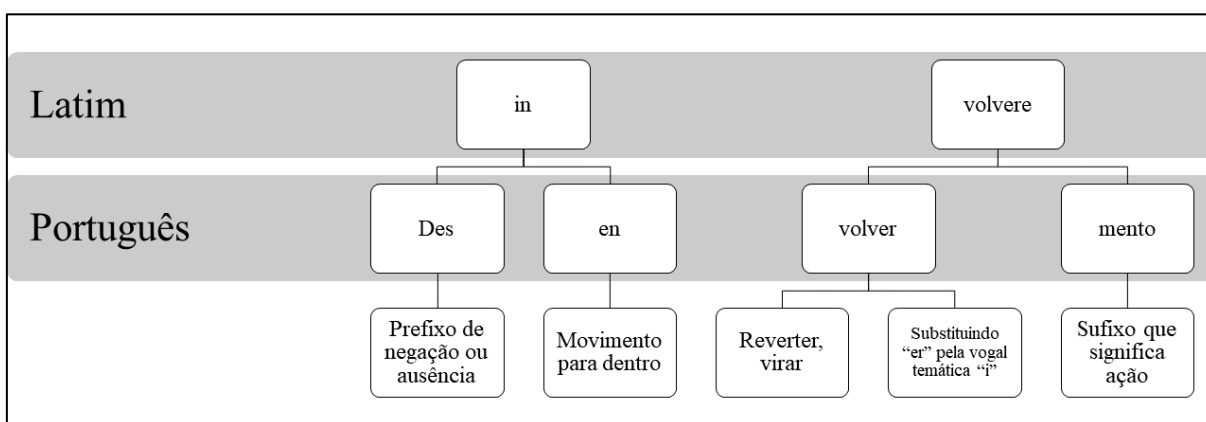 Latim
in
volvere
Português
Des
en
volver
mento
Prefixo de
negação ou
ausência
Movimento
para dentro
Reverter,
virar
Substituindo
“er” pela vogal
temática “i”
Sufixo que
significa
ação